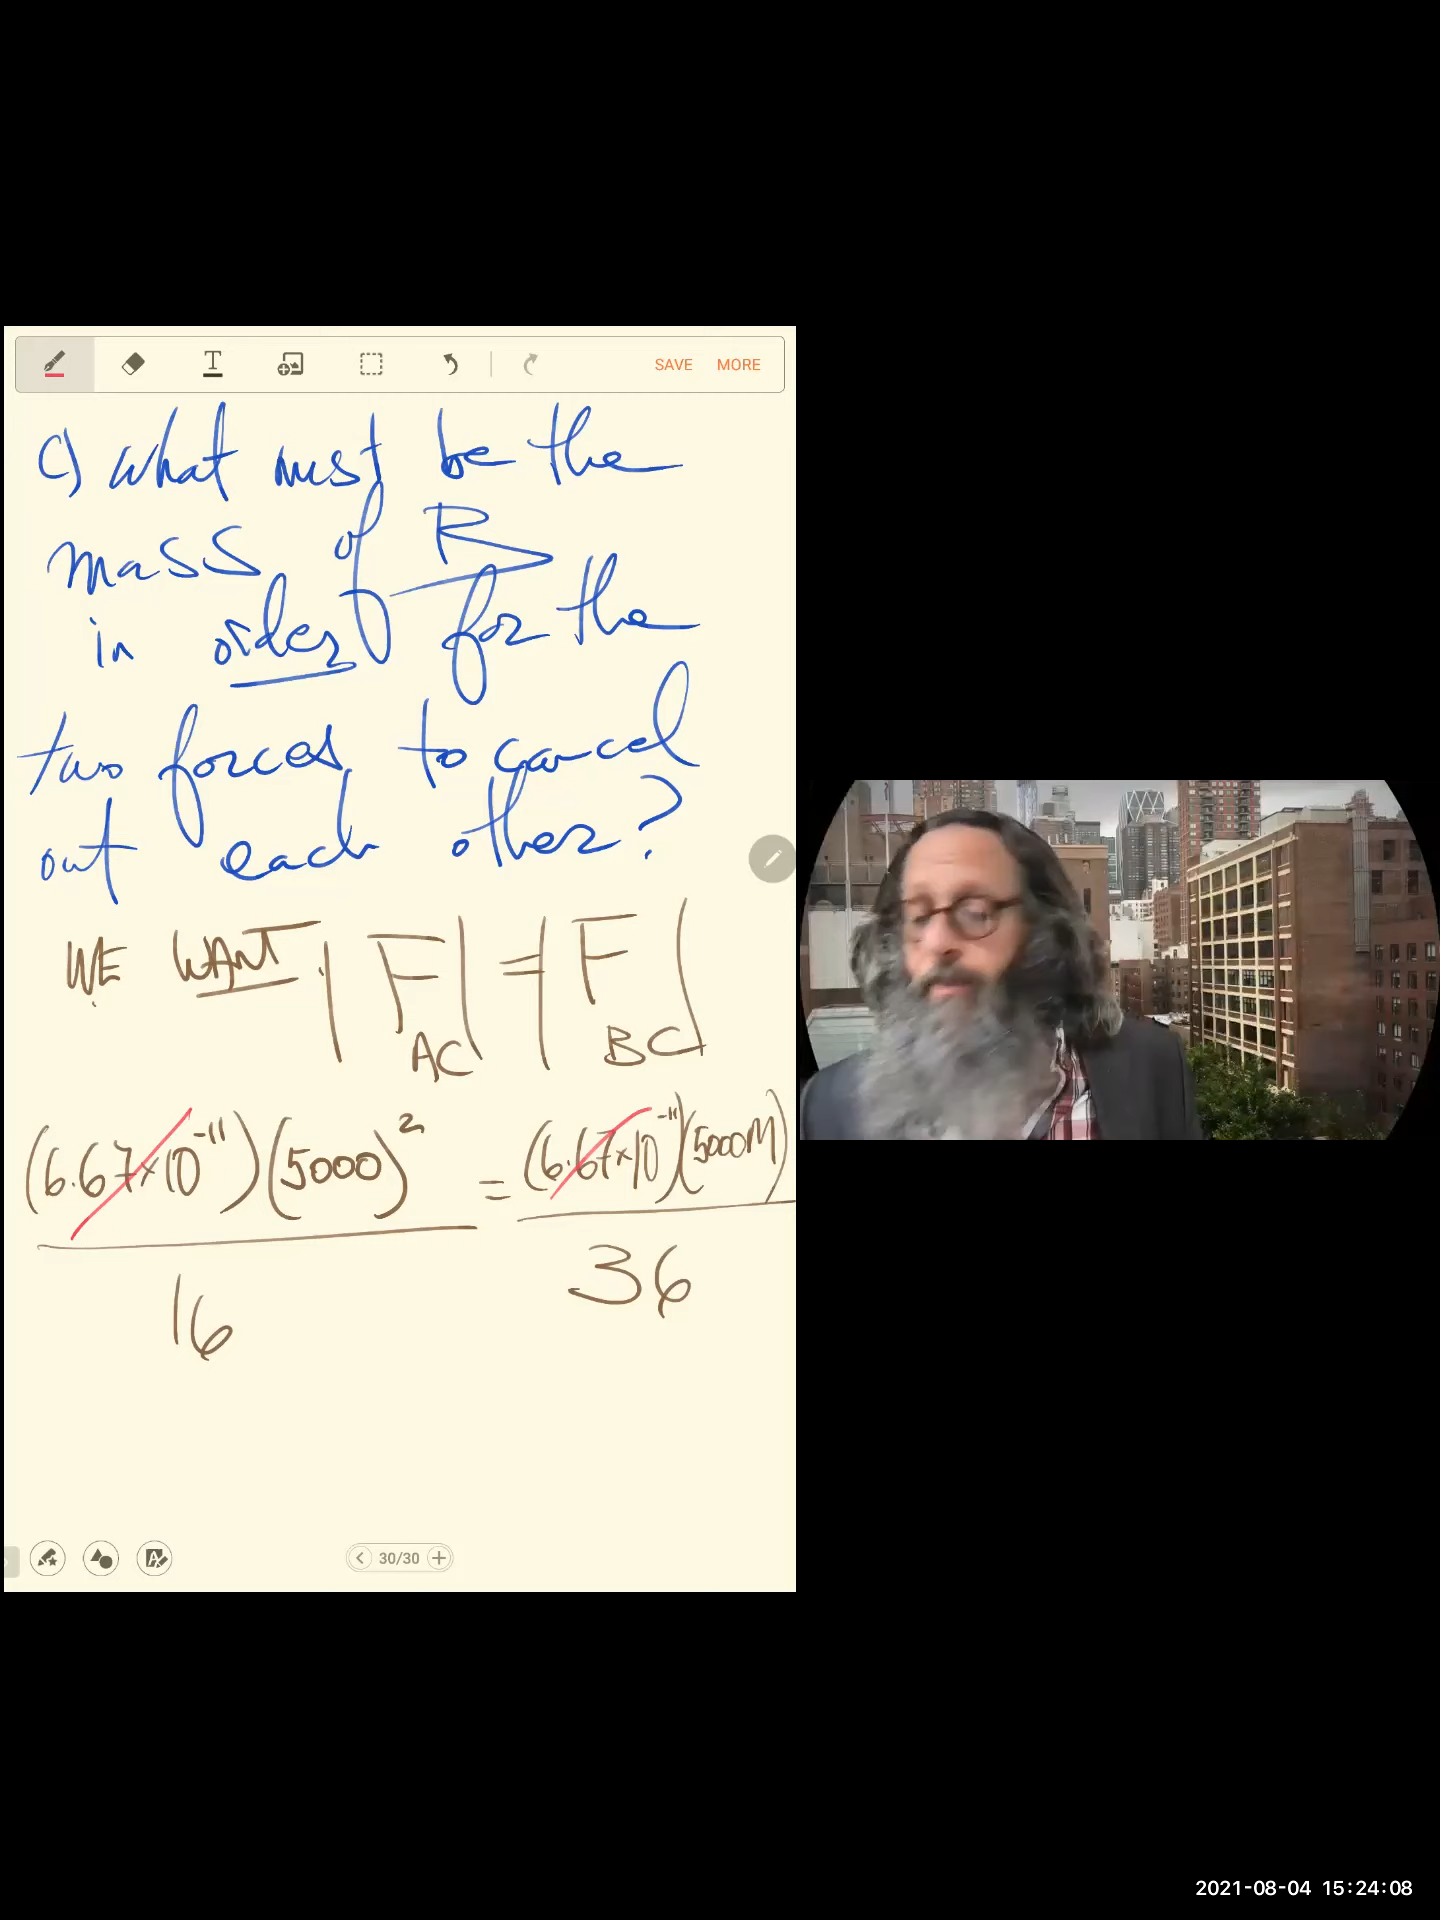 T
SAVE MORE
c) what must be the
mass of B
in order for the
two forces to cancel
out each other?
WE WANT |F_AC| = |F_BC|
(6.67×10^-11)(5000)^2 / 16 = (6.67×10^-11)(5000M) / 36
30/30
2021-08-04 15:24:08